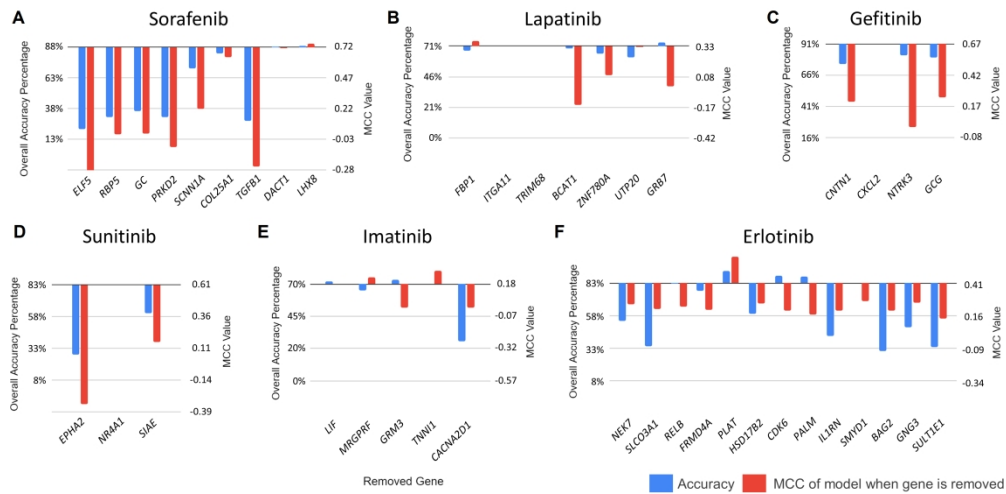 A Sorafenib
Overall Accuracy Percentage
88%
63%
38%
13%
0.72
0.47
0.22
-0.03
-0.28
MCC Value
ELF5 RBP5 GC PRKD2 SCNN1A COL25A1 TGFB1 DACT1 LHX8
B Lapatinib
Overall Accuracy Percentage
71%
46%
21%
0%
0.33
0.08
-0.17
-0.42
MCC Value
FBP1 ITGA11 TRIM68 BCAT1 ZNF780A UTP20 GRB7
C Gefitinib
Overall Accuracy Percentage
91%
66%
41%
16%
0.67
0.42
0.17
-0.08
MCC Value
CNTN1 CXCL2 NTRK3 GCG
D Sunitinib
Overall Accuracy Percentage
83%
58%
33%
8%
0.61
0.36
0.11
-0.14
-0.39
MCC Value
EPHA2 NR4A1 SIAE
E Imatinib
Overall Accuracy Percentage
70%
45%
20%
0%
0.18
-0.07
-0.32
-0.57
MCC Value
LIF MRGPRF GRM3 TNNI1 CACNA2D1
Removed Gene
F Erlotinib
Overall Accuracy Percentage
83%
58%
33%
8%
0.41
0.16
-0.09
-0.34
MCC Value
NEK7 SLCO3A1 RELB FRMD4A PLAT HSD17B2 CDK6 PALM IL1RN SMYD1 BAG2 GNG3 SULT1E1
Accuracy MCC of model when gene is removed